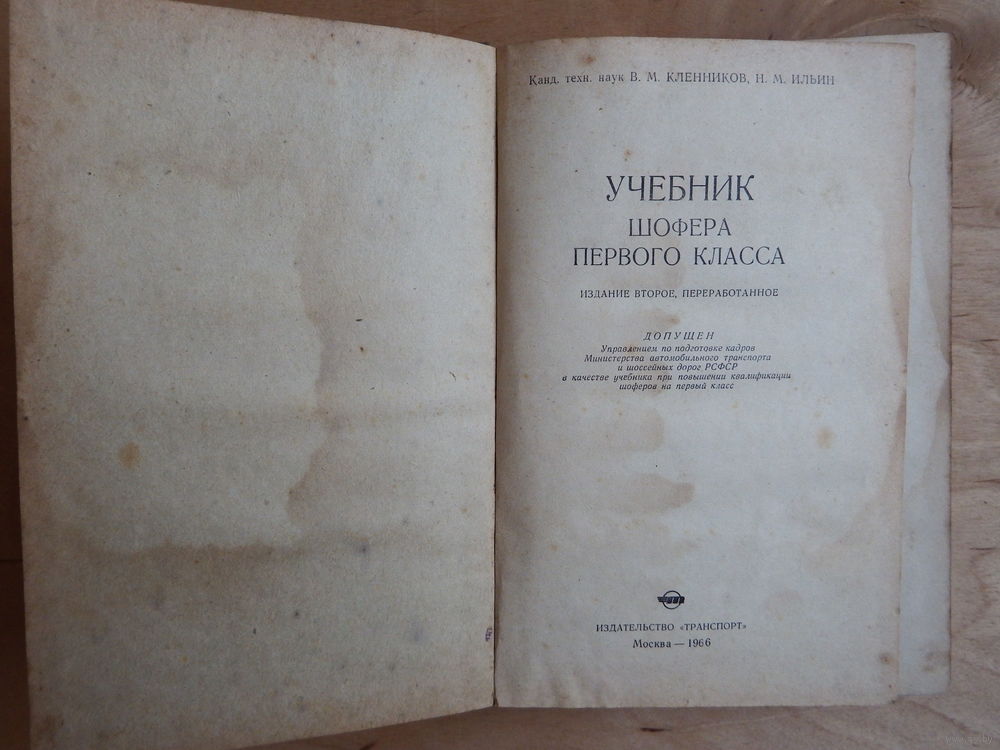 Канд. техн. наук В. М. КЛЕННИКОВ, Н. М. ИЛЬИН
УЧЕБНИК
ШОФЕРА
ПЕРВОГО КЛАССА
ИЗДАНИЕ ВТОРОЕ, ПЕРЕРАБОТАННОЕ
ДОПУЩЕН
Управлением по подготовке кадров
Министерства автомобильного транспорта
и шоссейных дорог РСФСР
в качестве учебника при повышении квалификации
шоферов на первый класс
ИЗДАТЕЛЬСТВО «ТРАНСПОРТ»
Москва — 1966